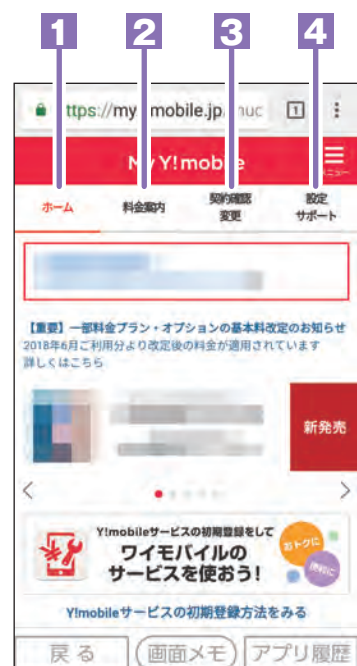 1 2 3 4
ttps://my mobile.jp nuc 1
My Y!mobile
メニュー
ホーム 料金案内 契約確認 変更 設定 サポート
【重要】一部料金プラン・オプションの基本料改定のお知らせ
2018年6月ご利用分より改定後の料金が適用されています
詳しくはこちら
新発売
Y!mobileサービスの初期登録をして
ワイモバイルの
サービスを使おう!
おトクに
便利に
Y!mobileサービスの初期登録方法をみる
戻る 画面メモ アプリ履歴